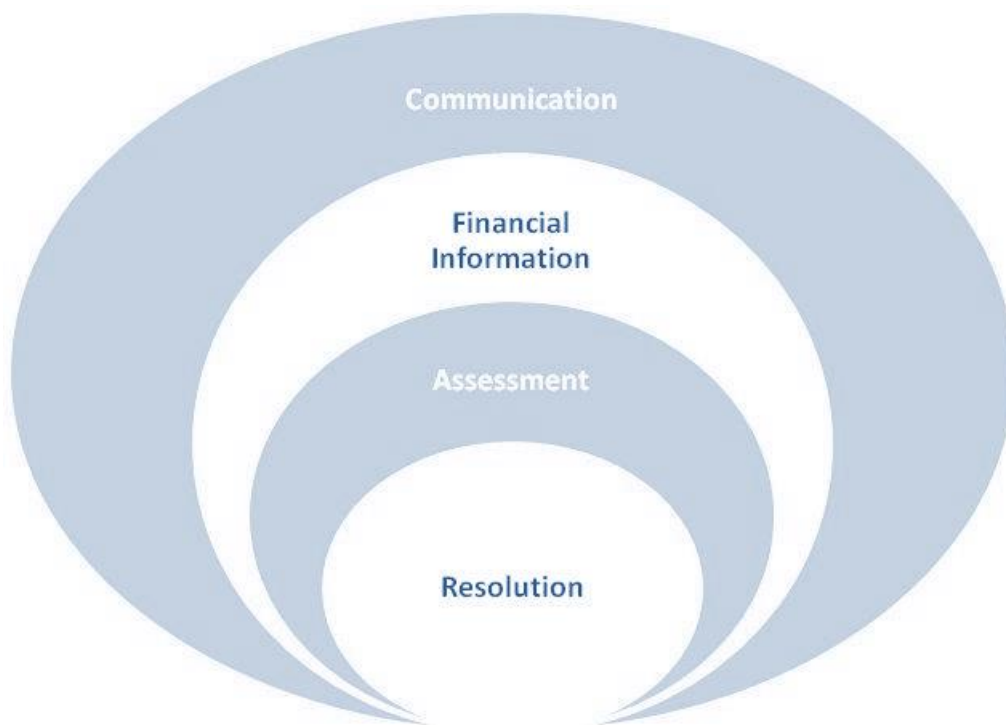 Communication
Financial
Information
Assessment
Resolution